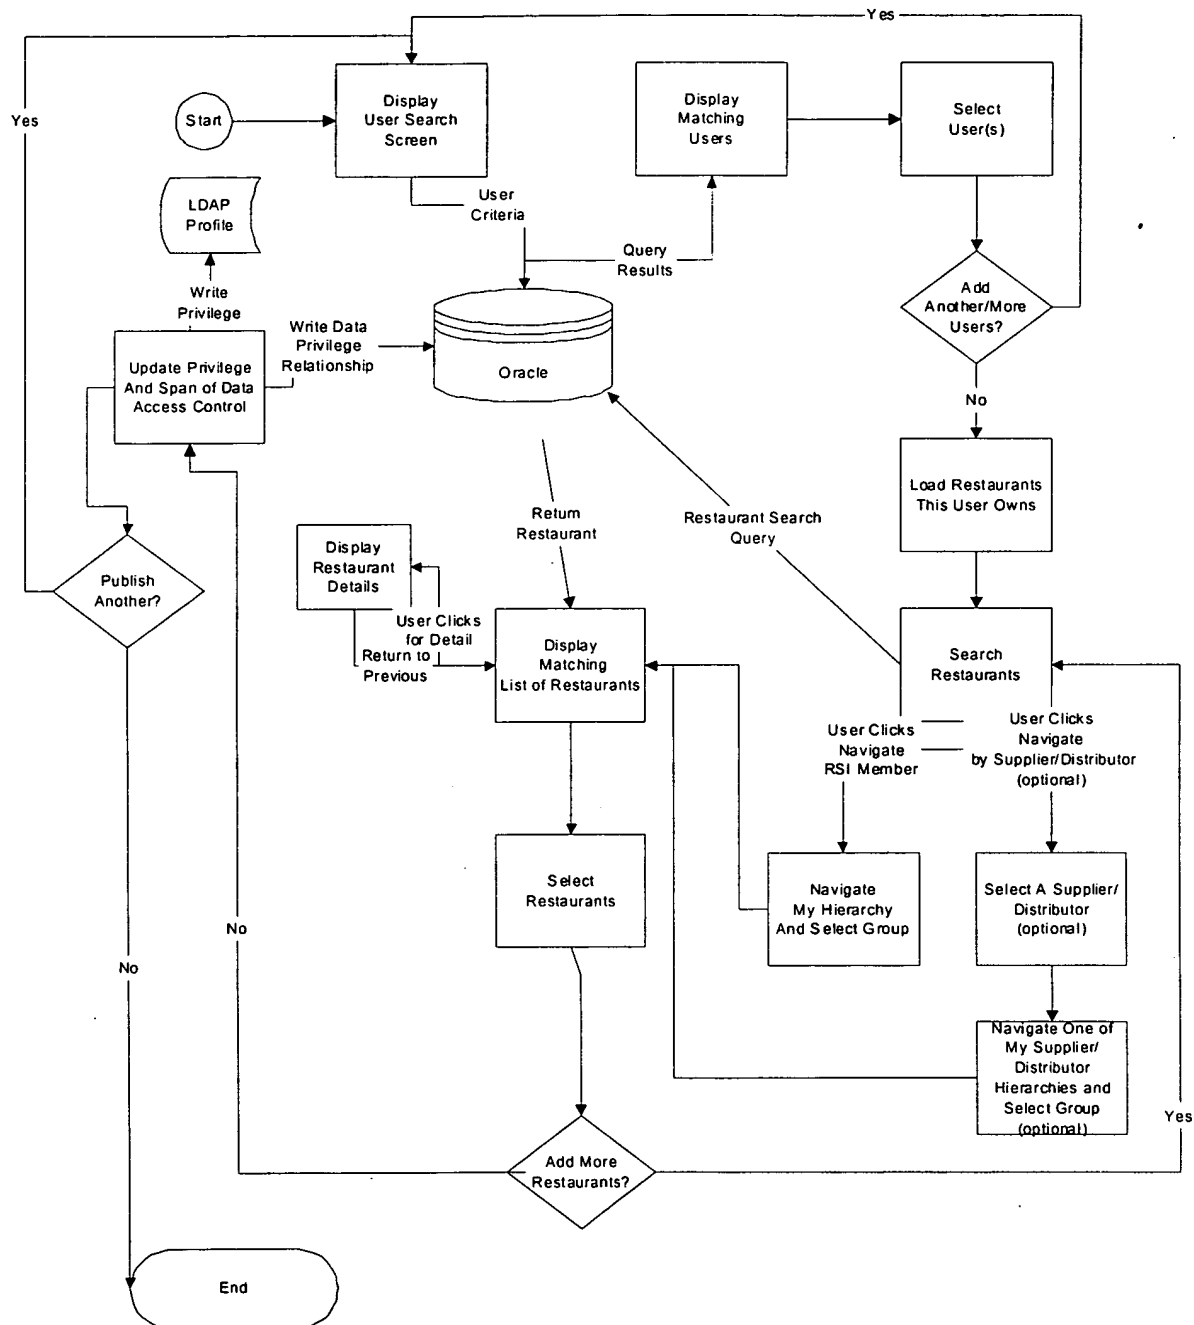 Yes
Yes
Start
Display
User Search
Screen
Display
Matching
Users
Select
User(s)
LDAP
Profile
User
Criteria
Query
Results
Write
Privilege
Write Data
Privilege
Relationship
Add
Another/More
Users?
Update Privilege
And Span of Data
Access Control
Oracle
No
Load Restaurants
This User Owns
Return
Restaurant
Restaurant Search
Query
Display
Restaurant
Details
Publish
Another?
User Clicks
for Detail
Return to
Previous
Display
Matching
List of Restaurants
Search
Restaurants
User Clicks
Navigate
RSI Member
User Clicks
Navigate
by Supplier/Distributor
(optional)
Select
Restaurants
Navigate
My Hierarchy
And Select Group
Select A Supplier/
Distributor
(optional)
No
No
Navigate One of
My Supplier/
Distributor
Hierarchies and
Select Group
(optional)
Yes
Add More
Restaurants?
End